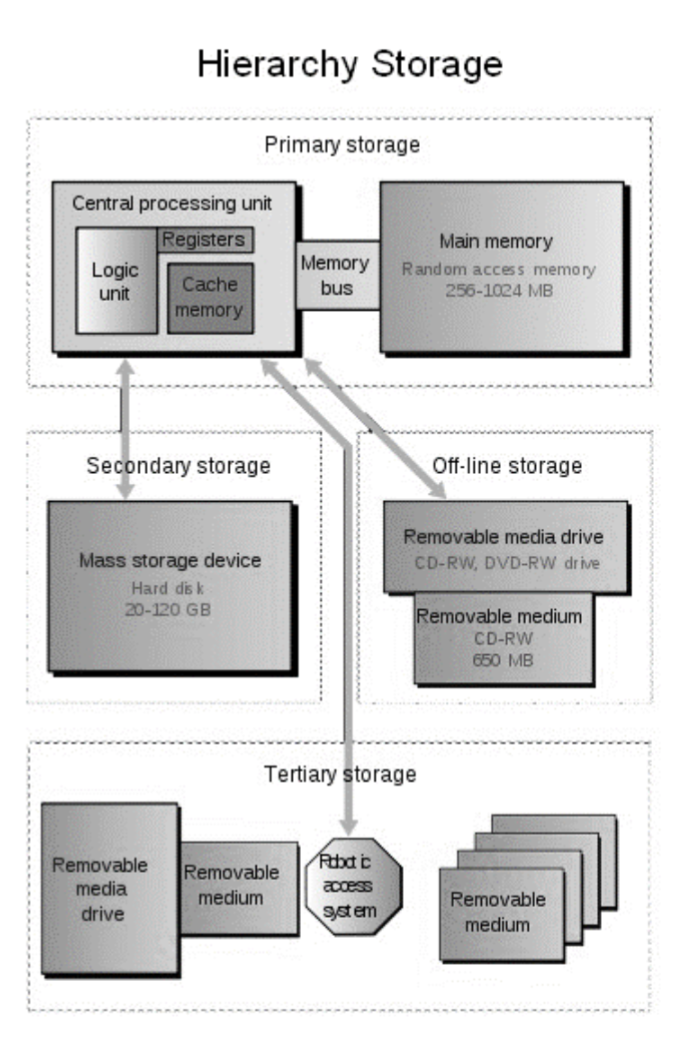 Hierarchy Storage
Primary storage
Central processing unit
Registers
Logic
unit
Cache
memory
Memory
bus
Main memory
Random access memory
256-1024 MB
Secondary storage
Mass storage device
Hard disk
20-120 GB
Off-line storage
Removable media drive
CD-RW, DVD-RW drive
Removable medium
CD-RW
650 MB
Tertiary storage
Removable
media
drive
Removable
medium
Robotic
access
system
Removable
medium